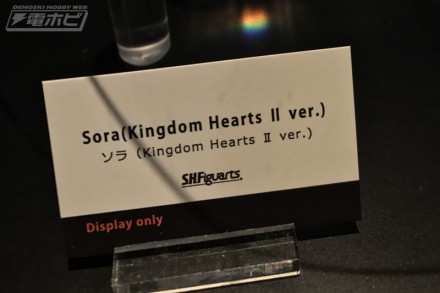 DENGEKI HOBBY WEB
電ホビ
Sora(Kingdom Hearts Ⅱ ver.)
ソラ (Kingdom Hearts Ⅱ ver.)
S.H.Figuarts
Display only